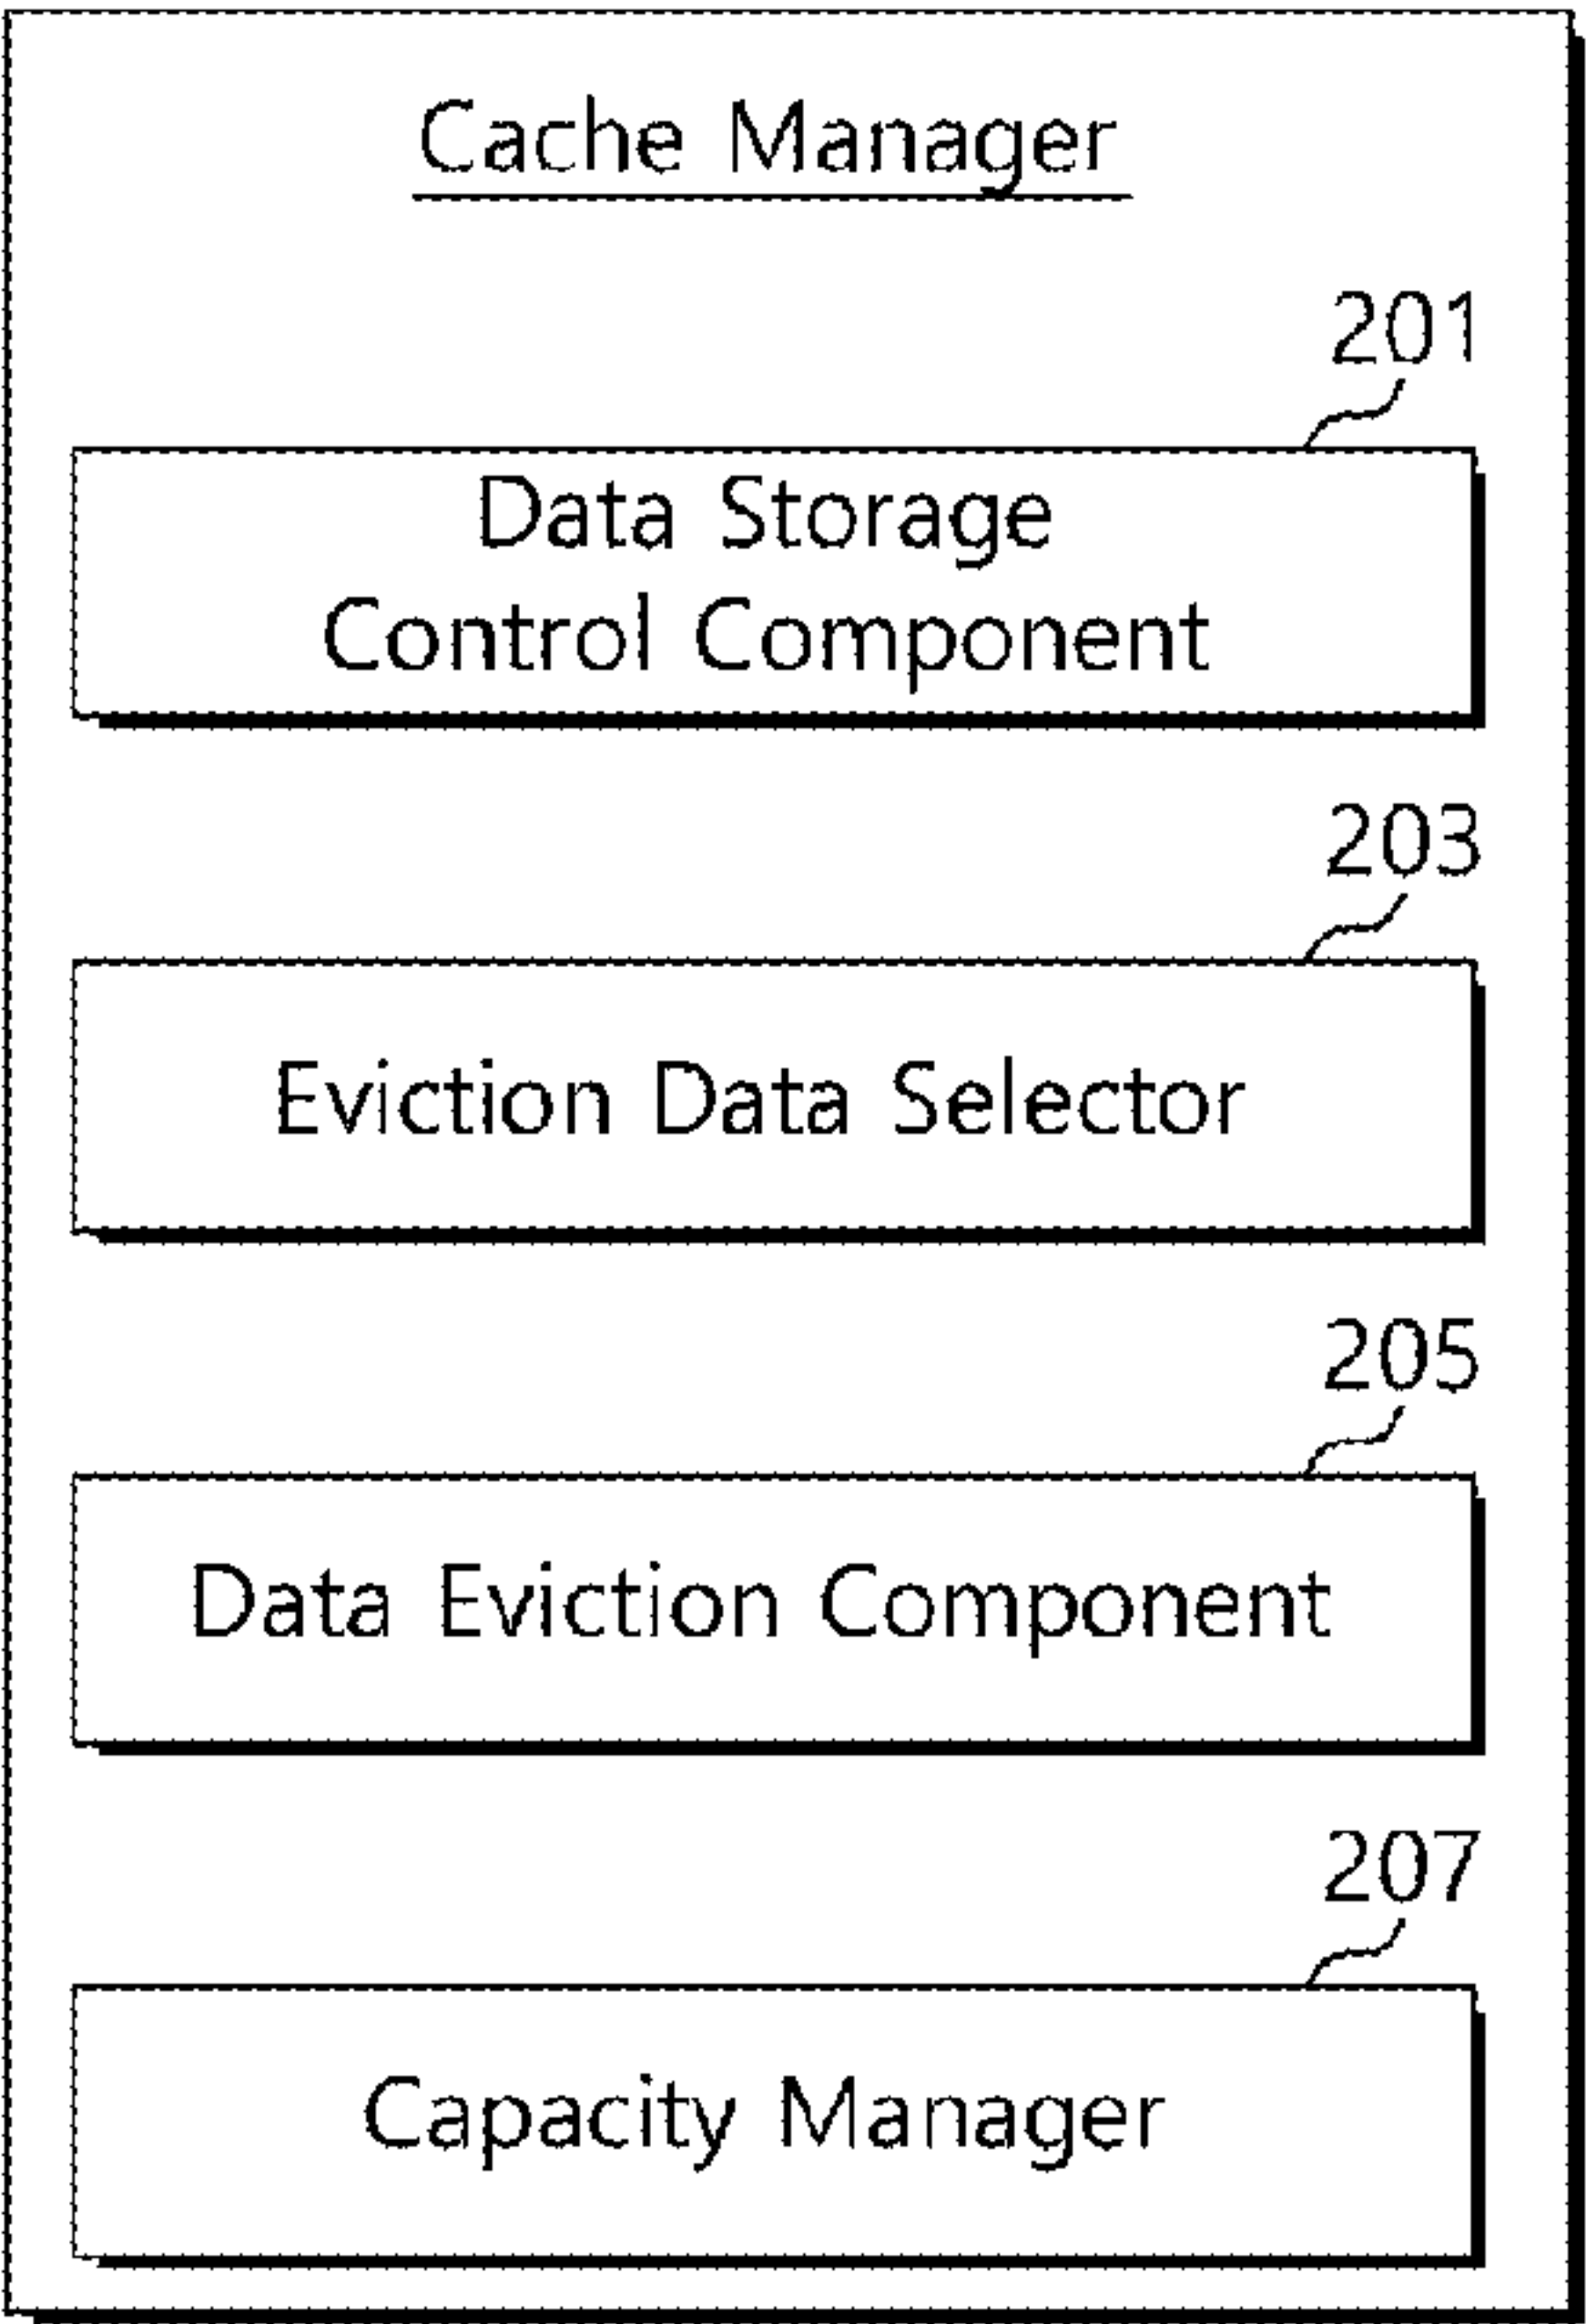 Cache Manager
201
Data Storage
Control Component
203
Eviction Data Selector
205
Data Eviction Component
207
Capacity Manager